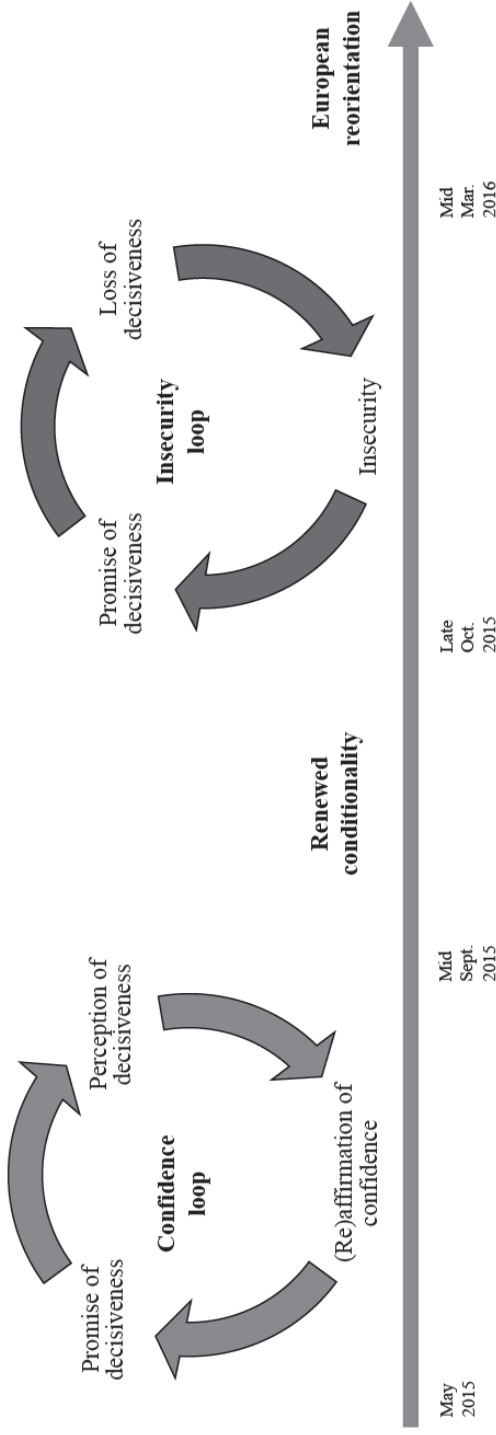 Promise of
decisiveness
Perception of
decisiveness
Confidence
loop
(Re)affirmation of
confidence
Renewed
conditionality
Promise of
decisiveness
Loss of
decisiveness
Insecurity
loop
Insecurity
European
reorientation
May
2015
Mid
Sept.
2015
Late
Oct.
2015
Mid
Mar.
2016